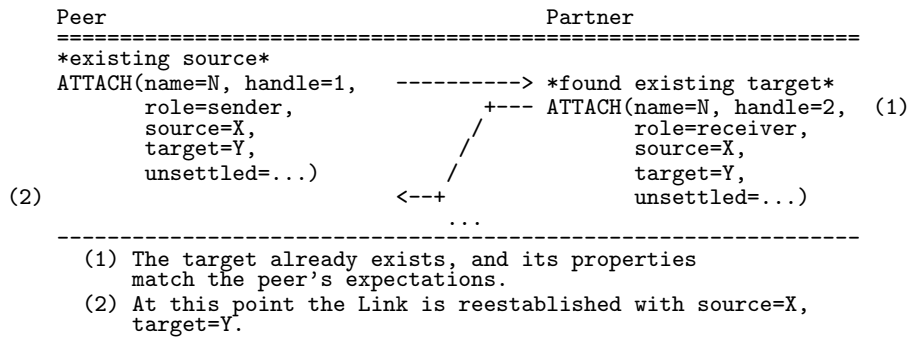 Peer                                         Partner
===================================================================
*existing source*
ATTACH(name=N, handle=1,   ----------> *found existing target*
       role=sender,                +--- ATTACH(name=N, handle=2,   (1)
       source=X,                  /            role=receiver,
       target=Y,                 /             source=X,
       unsettled=...)           /              target=Y,
(2)                        <--+                unsettled=...)
                               ...
-------------------------------------------------------------------
(1) The target already exists, and its properties
    match the peer's expectations.
(2) At this point the Link is reestablished with source=X,
    target=Y.